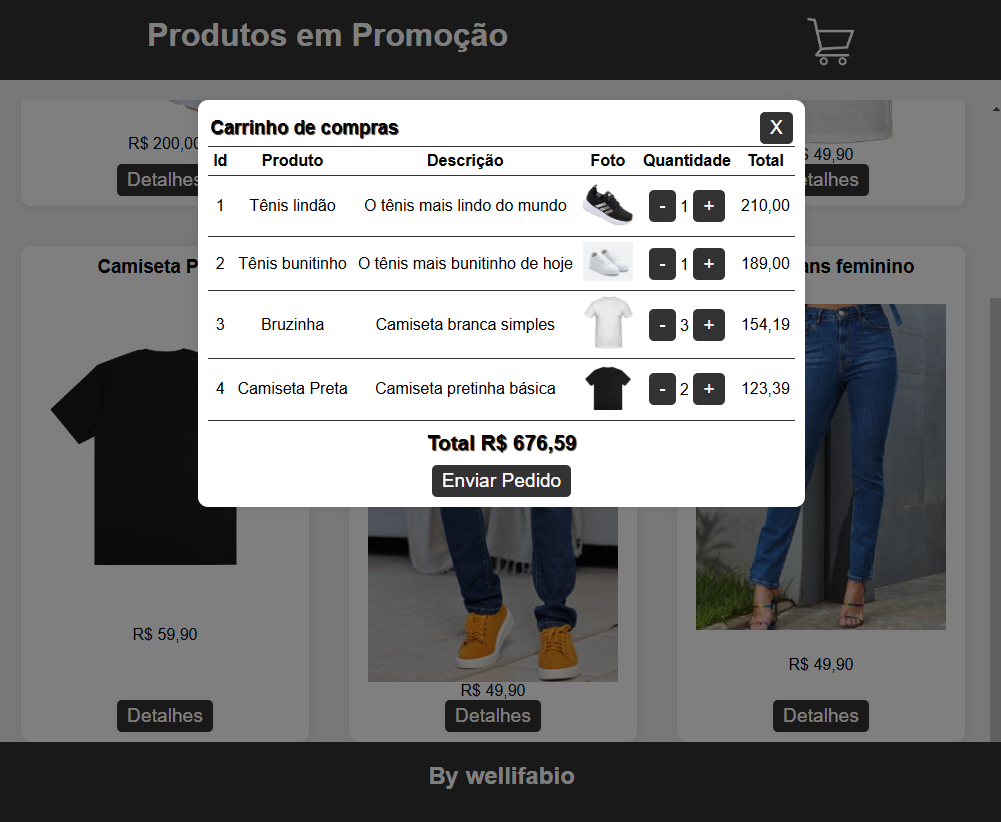 Produtos em Promoção
R$ 200,00
49,90
Detalhes
talhes
Carrinho de compras
X
Id Produto Descrição Foto Quantidade Total
1 Tênis lindão O tênis mais lindo do mundo - 1 + 210,00
2 Tênis bunitinho O tênis mais bunitinho de hoje - 1 + 189,00
3 Bruzinha Camiseta branca simples - 3 + 154,19
4 Camiseta Preta Camiseta pretinha básica - 2 + 123,39
Total R$ 676,59
Enviar Pedido
Camiseta P
ans feminino
R$ 59,90
R$ 49,90
R$ 49,90
Detalhes
Detalhes
Detalhes
By wellifabio